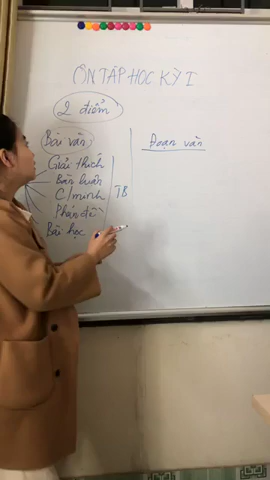 ÔN TẬP HỌC KỲ I
2 điểm
Bài văn
Giải thích
Bàn luận
C/minh
Phản đề
Bài học
TB
Đoạn văn